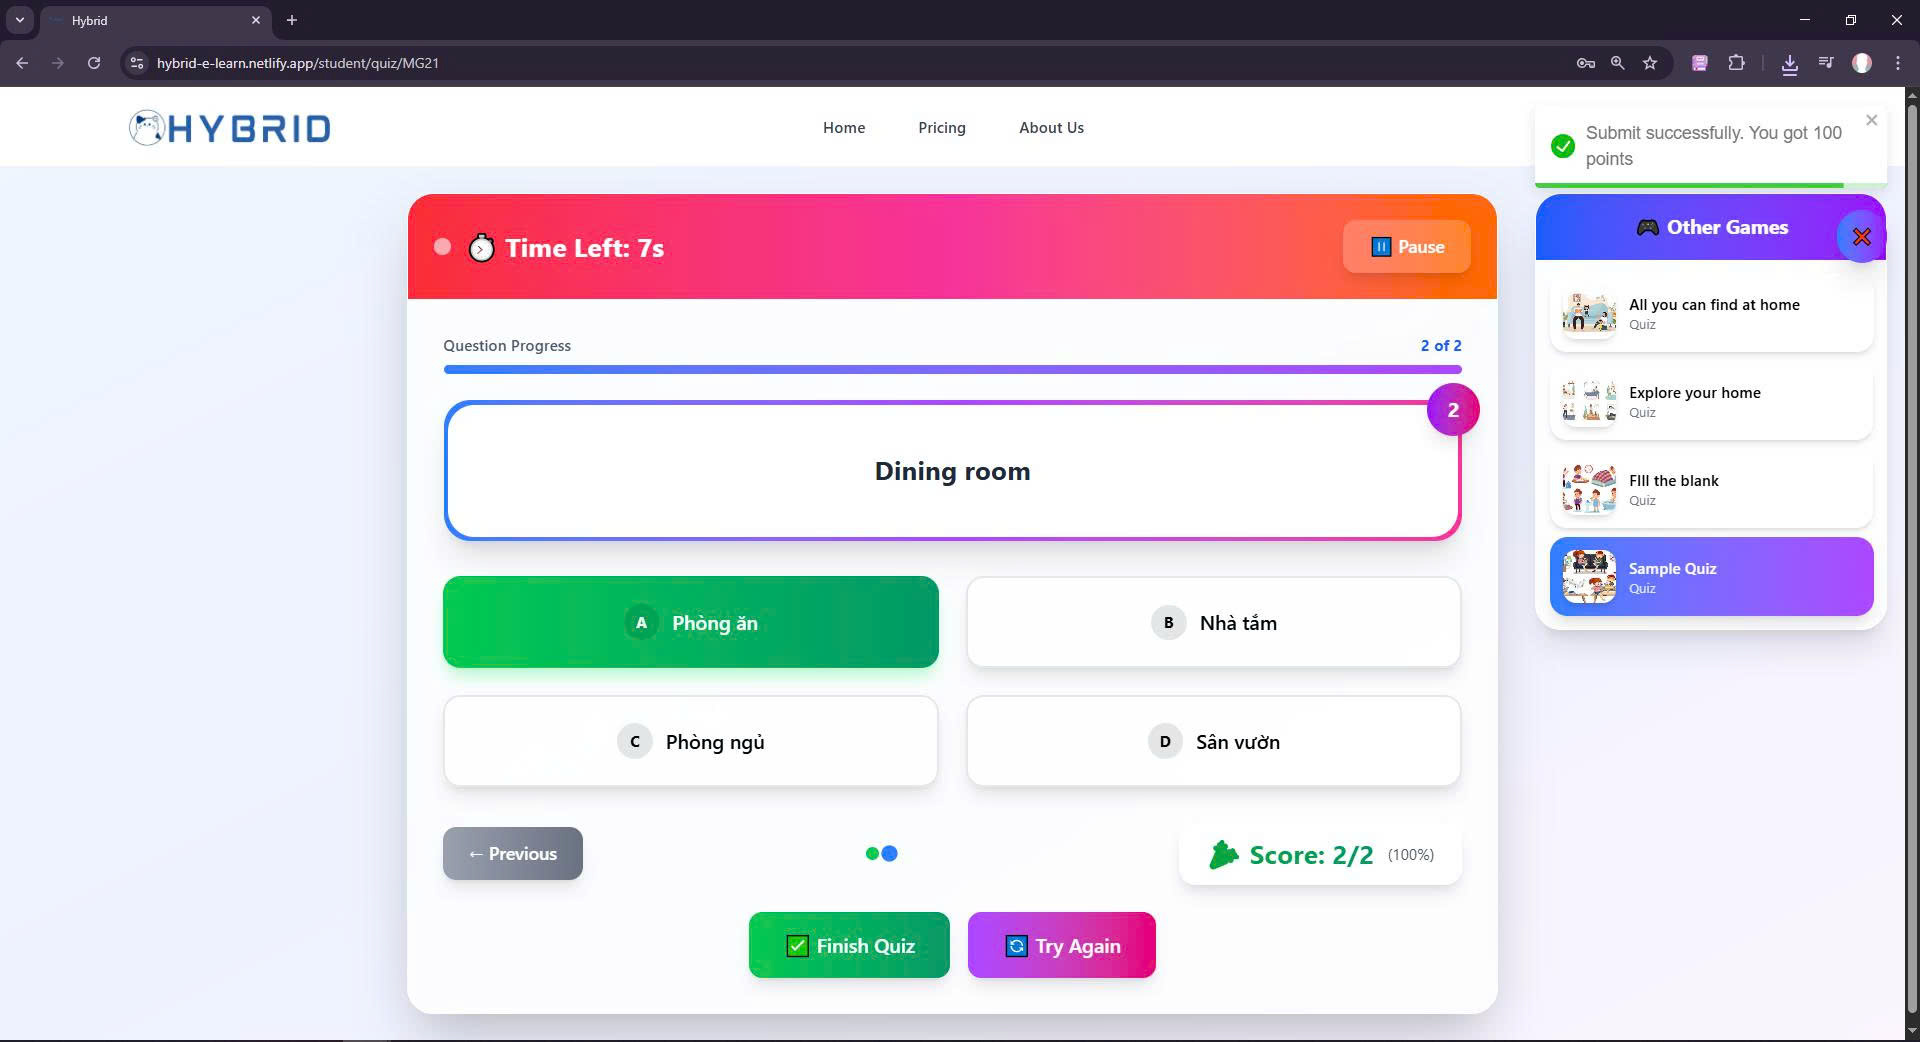 Hybrid
hybrid-e-learn.netlify.app/student/quiz/MG21
HYBRID
Home
Pricing
About Us
Submit successfully. You got 100
points
Time Left: 7s
Pause
Other Games
All you can find at home
Quiz
Explore your home
Quiz
FIll the blank
Quiz
Sample Quiz
Quiz
Question Progress
2 of 2
2
Dining room
A Phòng ăn
B Nhà tắm
C Phòng ngủ
D Sân vườn
← Previous
Score: 2/2 (100%)
Finish Quiz
Try Again